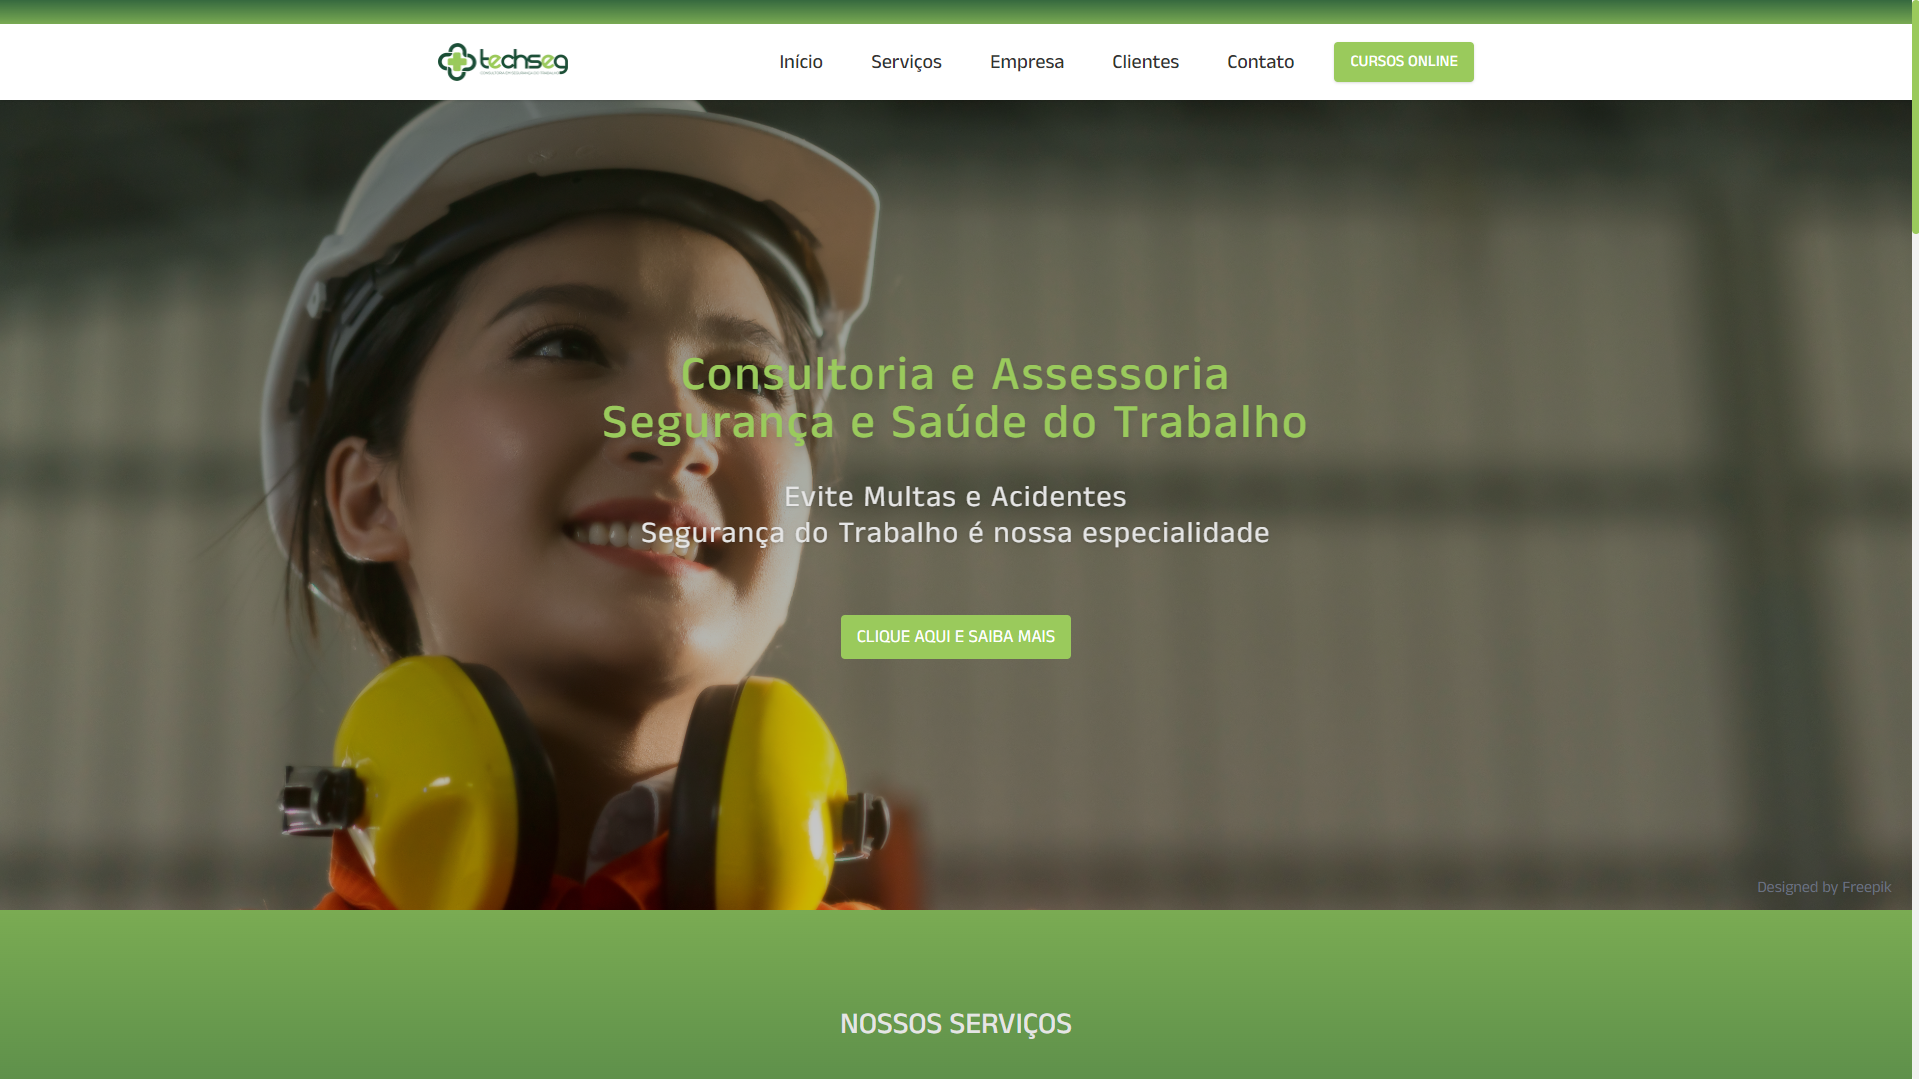 techseg
Início
Serviços
Empresa
Clientes
Contato
CURSOS ONLINE
Consultoria e Assessoria
Segurança e Saúde do Trabalho
Evite Multas e Acidentes
Segurança do Trabalho é nossa especialidade
CLIQUE AQUI E SAIBA MAIS
Designed by Freepik
NOSSOS SERVIÇOS